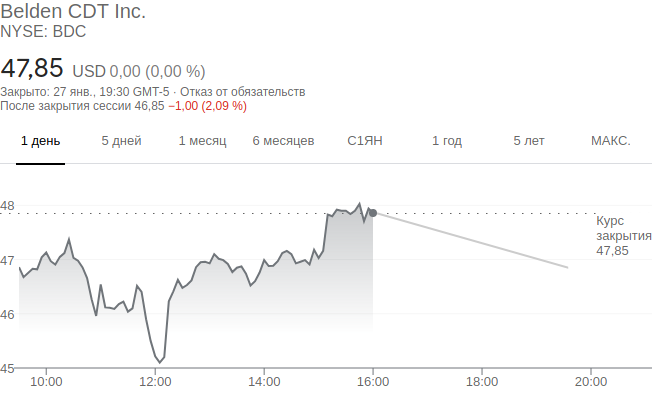 Belden CDT Inc.
NYSE: BDC
47,85 USD 0,00 (0,00 %)
Закрыто: 27 янв., 19:30 GMT-5 · Отказ от обязательств
После закрытия сессии 46,85 −1,00 (2,09 %)
1 день 5 дней 1 месяц 6 месяцев С1ЯН 1 год 5 лет МАКС.
48
Курс
закрытия
47,85
47
46
45
10:00 12:00 14:00 16:00 18:00 20:00